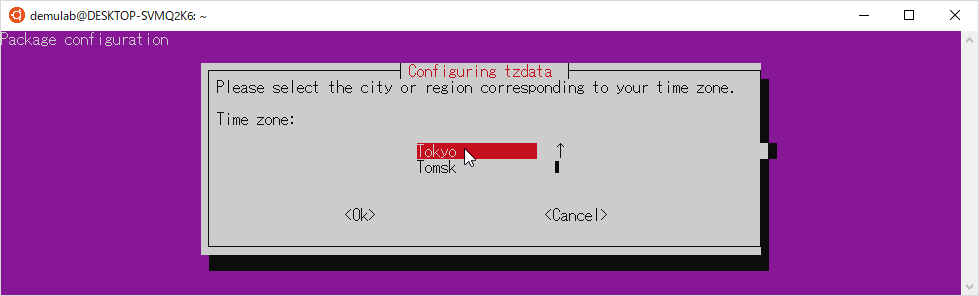 demulab@DESKTOP-SVMQ2K6: ~
Package configuration
Configuring tzdata
Please select the city or region corresponding to your time zone.
Time zone:
Tokyo ↑
Tomsk
<Ok> <Cancel>